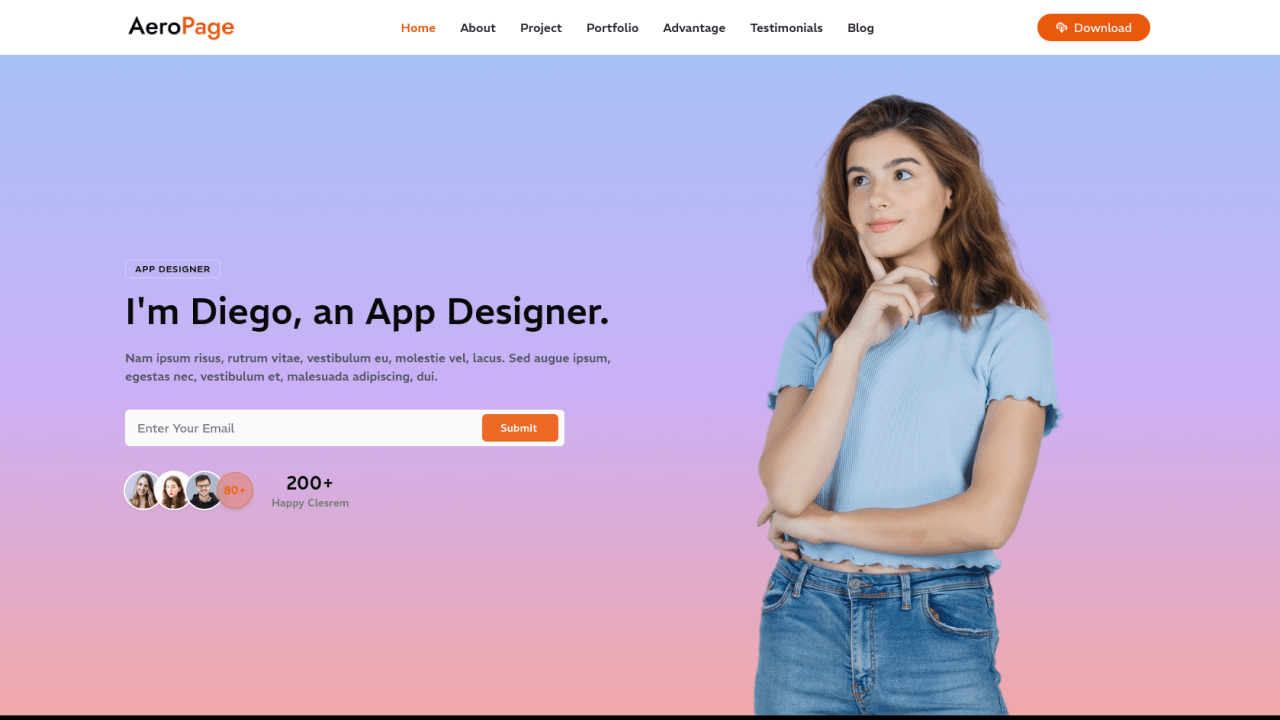 AeroPage
Home About Project Portfolio Advantage Testimonials Blog
Download
APP DESIGNER
I'm Diego, an App Designer.
Nam ipsum risus, rutrum vitae, vestibulum eu, molestie vel, lacus. Sed augue ipsum,
egestas nec, vestibulum et, malesuada adipiscing, dui.
Enter Your Email
Submit
80+
200+
Happy Clesrem